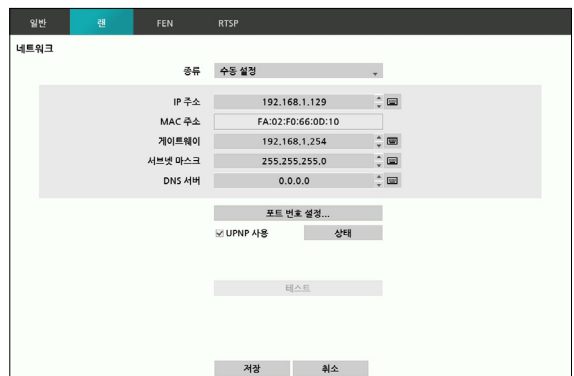 일반 랜 FEN RTSP
네트워크
종류 수동 설정
IP 주소 192.168.1.129
MAC 주소 FA:02:F0:66:0D:10
게이트웨이 192.168.1.254
서브넷 마스크 255.255.255.0
DNS 서버 0.0.0.0
포트 번호 설정...
UPNP 사용 상태
테스트
저장 취소